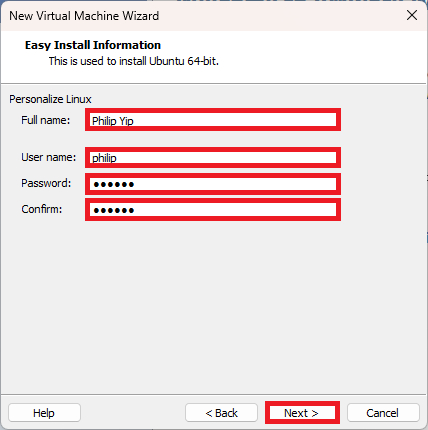 New Virtual Machine Wizard
Easy Install Information
This is used to install Ubuntu 64-bit.
Personalize Linux
Full name: Philip Yip
User name: philip
Password: ●●●●●●
Confirm: ●●●●●●
Help < Back Next > Cancel